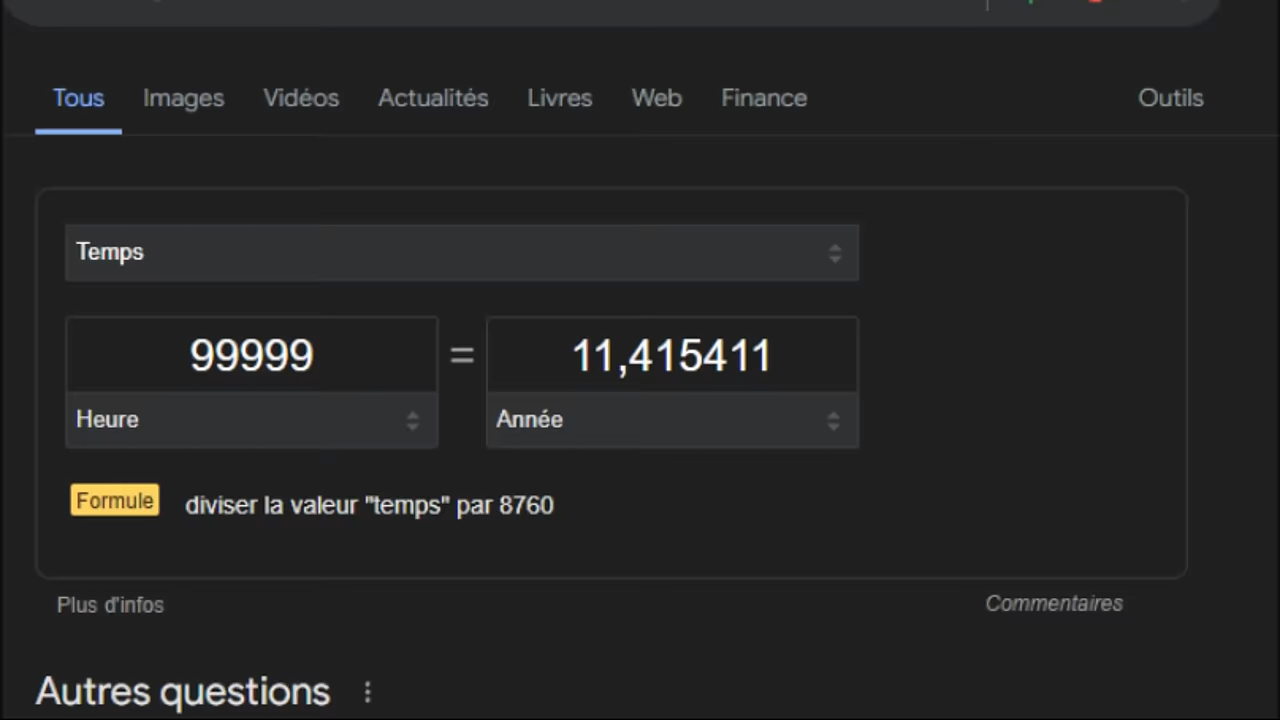 Tous Images Vidéos Actualités Livres Web Finance Outils
Temps
99999 = 11,415411
Heure Année
Formule diviser la valeur "temps" par 8760
Plus d'infos Commentaires
Autres questions